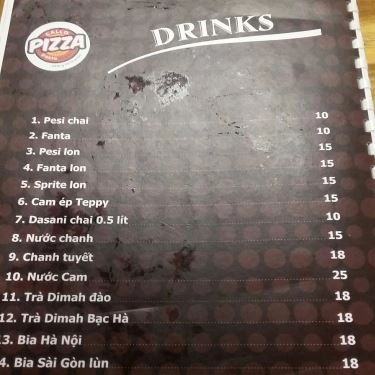 PIZZA
DRINKS
1. Pesi chai 10
2. Fanta 10
3. Pesi lon 15
4. Fanta lon 15
5. Sprite lon 15
6. Cam ép Teppy 15
7. Dasani chai 0.5 lít 10
8. Nước chanh 15
9. Chanh tuyết 18
10. Nước Cam 25
11. Trà Dimah đào 18
12. Trà Dimah Bạc Hà 18
13. Bia Hà Nội 18
4. Bia Sài Gòn lùn 18